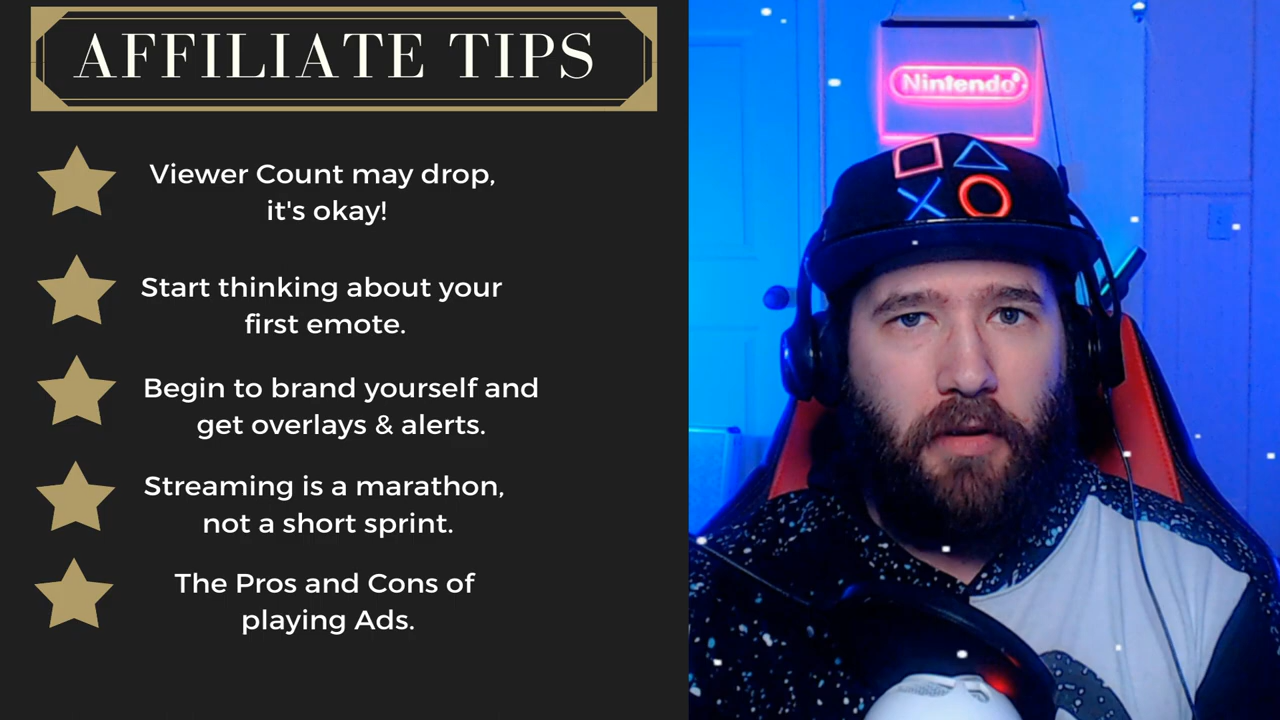 AFFILIATE TIPS
Viewer Count may drop,
it's okay!
Start thinking about your
first emote.
Begin to brand yourself and
get overlays & alerts.
Streaming is a marathon,
not a short sprint.
The Pros and Cons of
playing Ads.
Nintendo